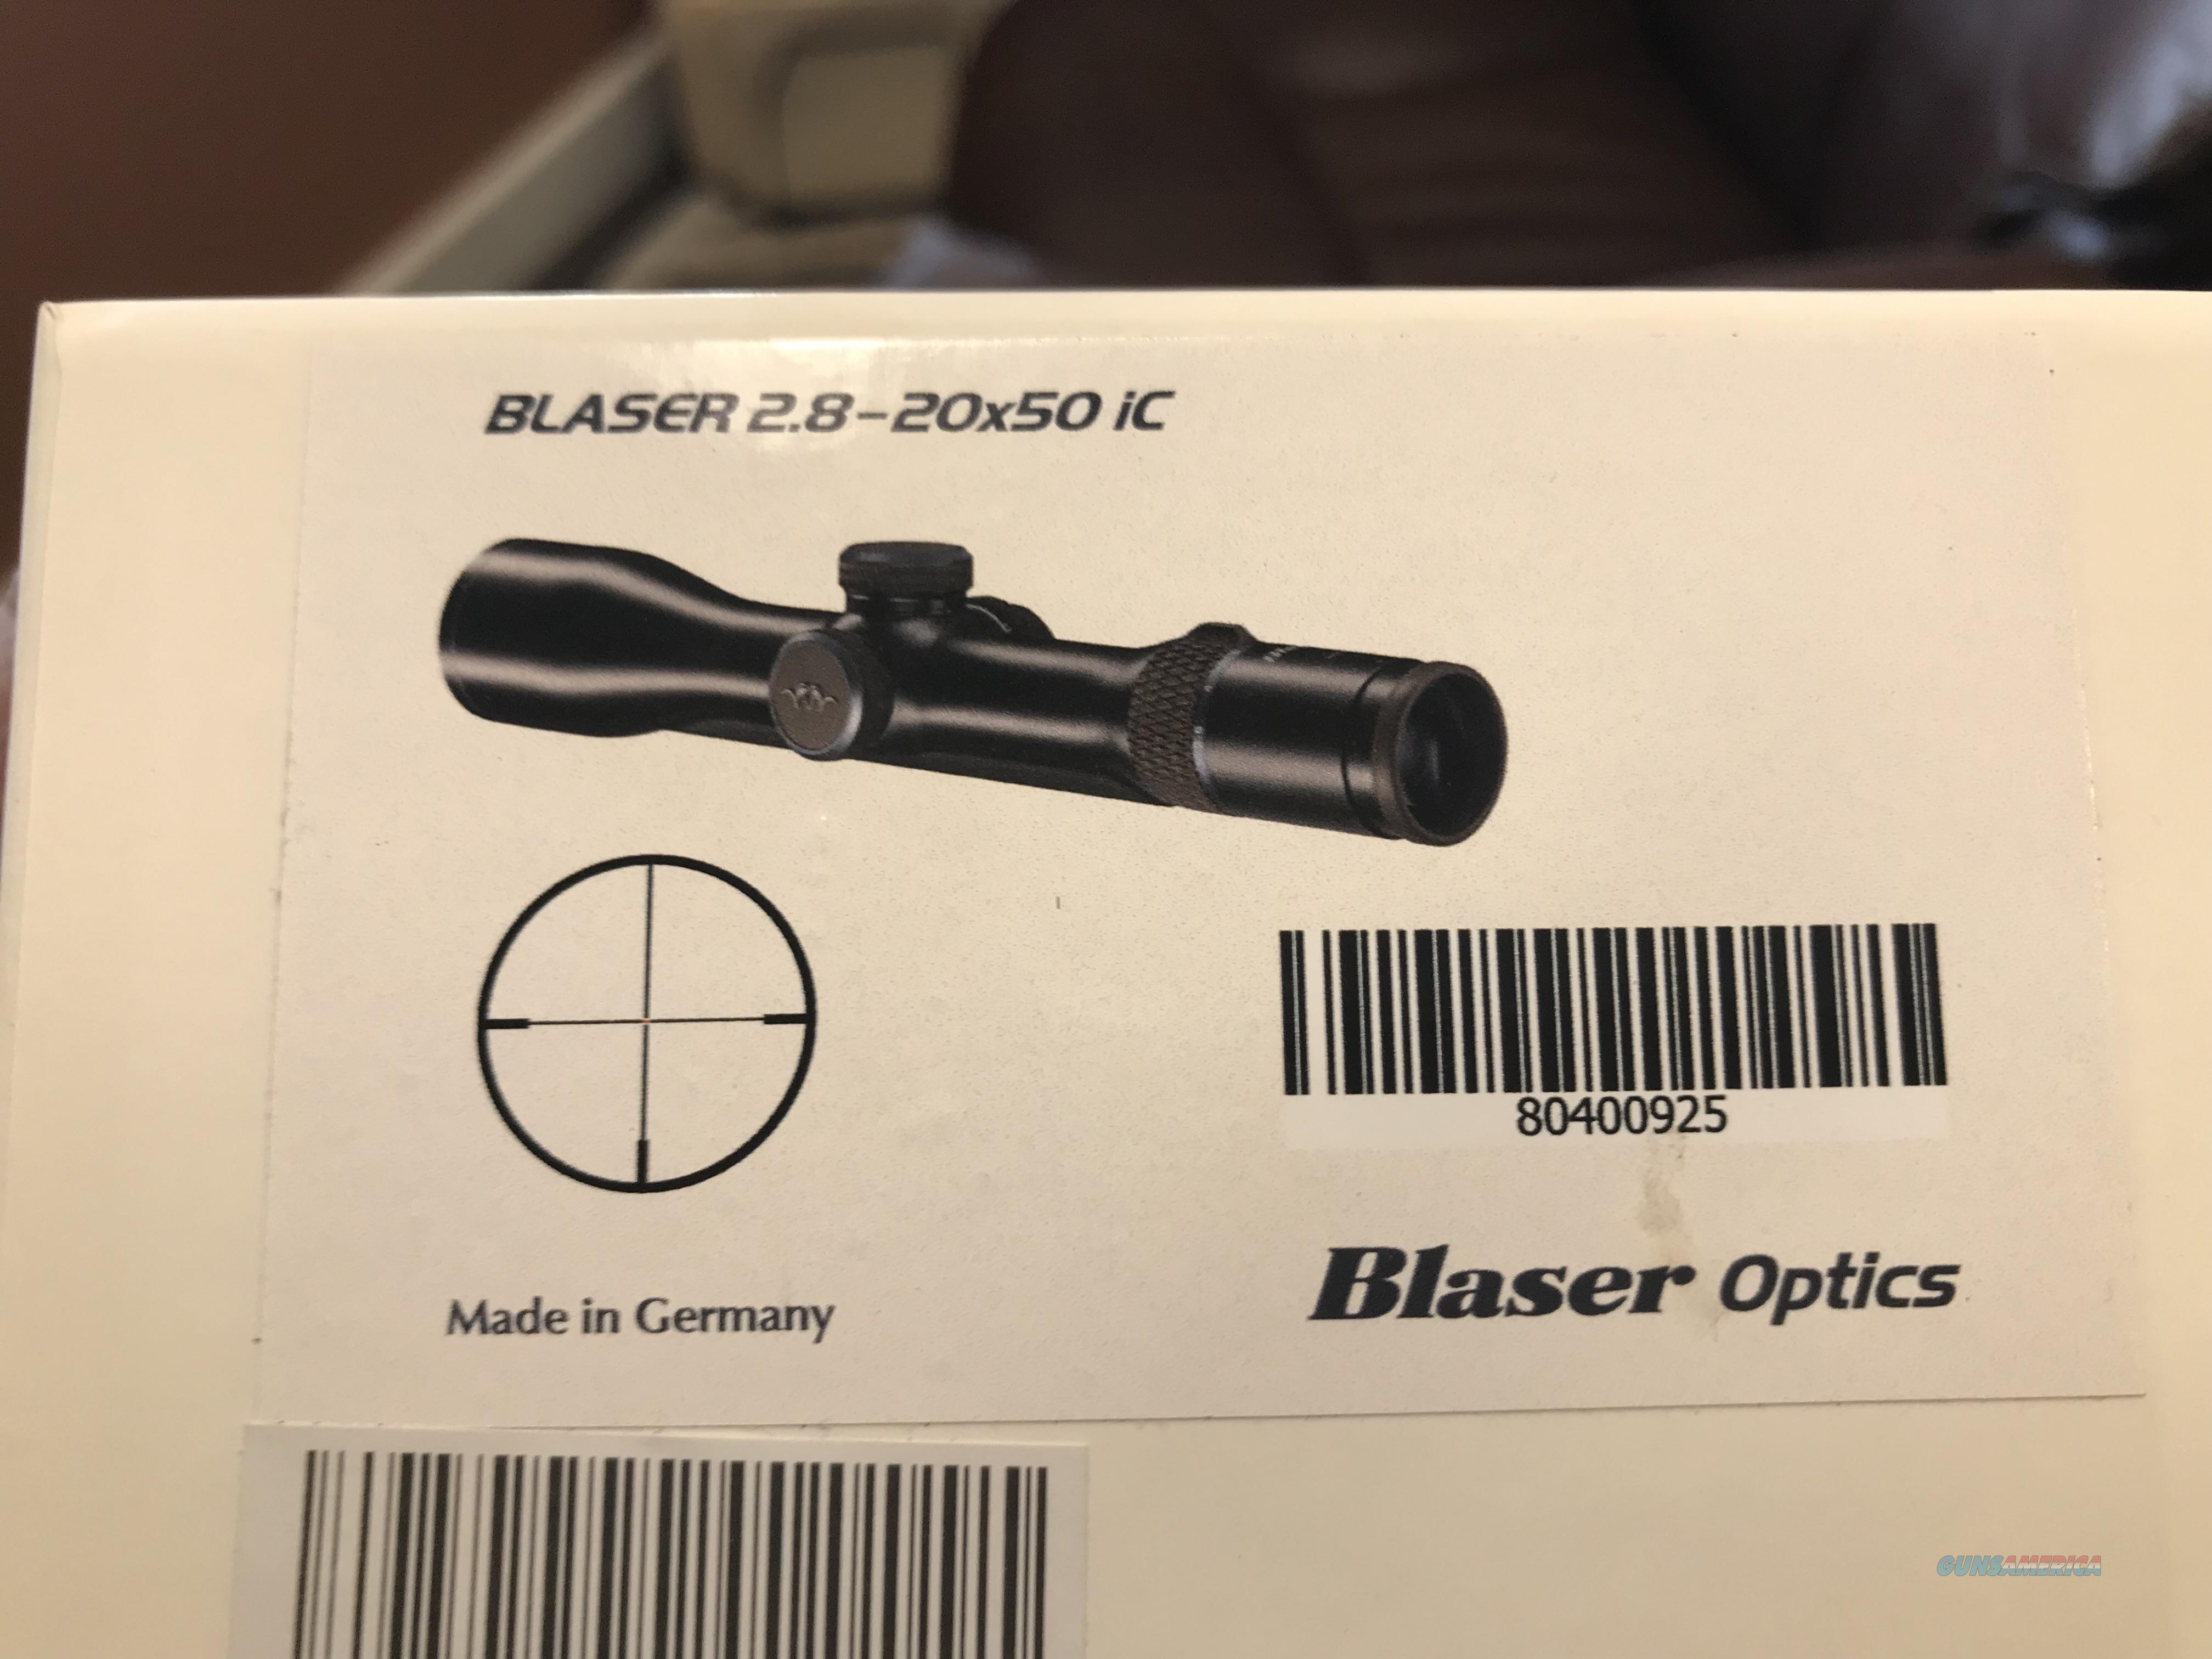 BLASER 2.8-20x50 iC
80400925
Made in Germany
Blaser Optics
GUNSAMERICA